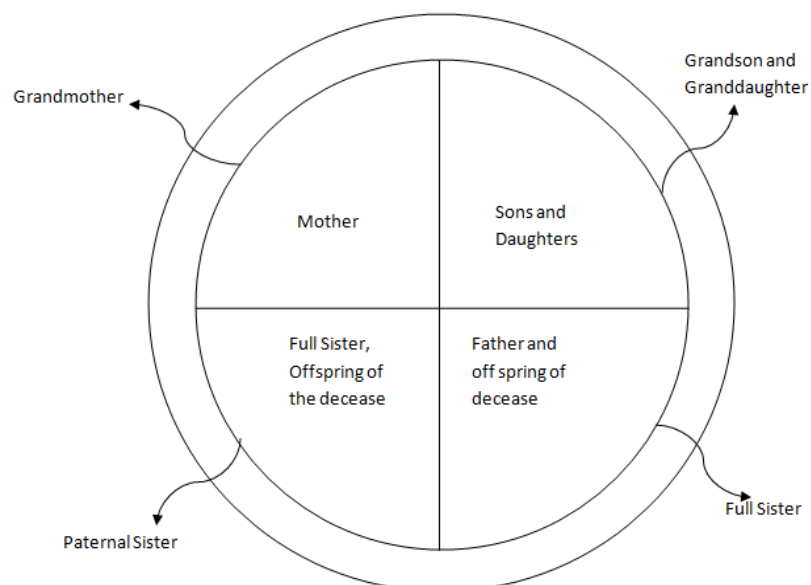 Grandmother
Grandson and
Granddaughter
Mother
Sons and
Daughters
Full Sister,
Offspring of
the decease
Father and
off spring of
decease
Paternal Sister
Full Sister